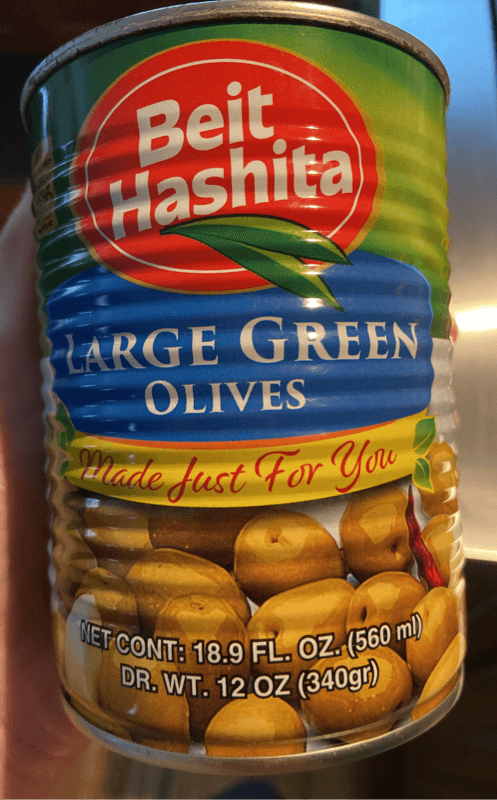 Beit
Hashita
LARGE GREEN
OLIVES
Made Just For You
NET CONT: 18.9 FL. OZ. (560 ml)
DR. WT. 12 OZ (340gr)